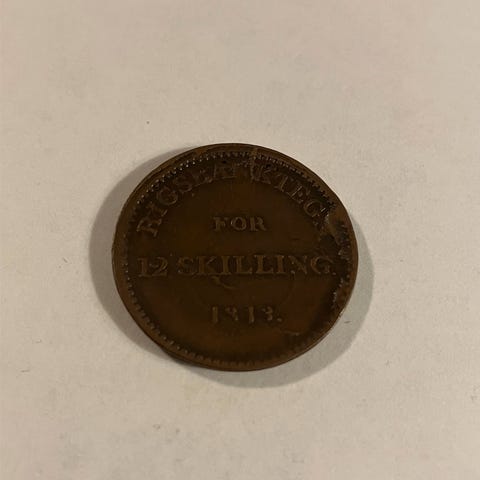 RIGSBANKTEGN
FOR
12 SKILLING.
1813.